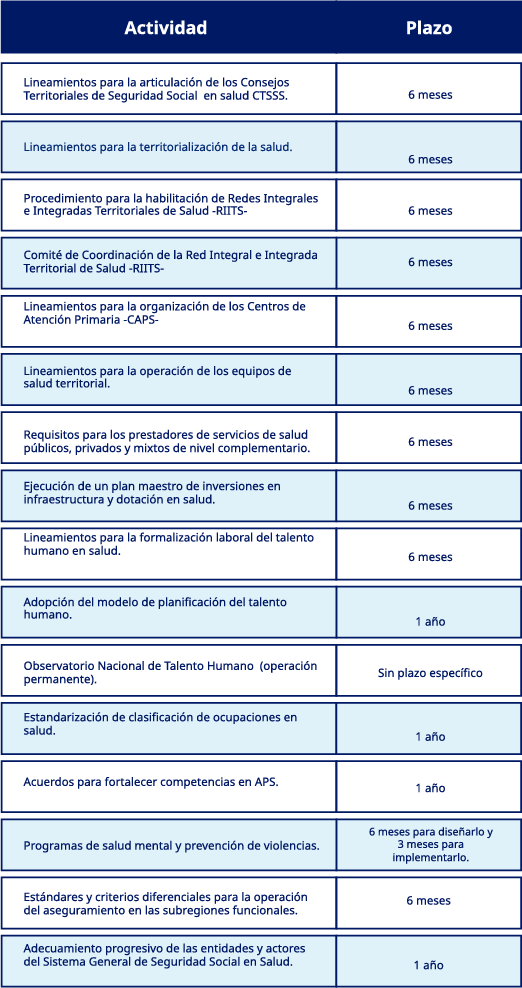 Actividad
Plazo
Lineamientos para la articulación de los Consejos
Territoriales de Seguridad Social en salud CTSSS.
6 meses
Lineamientos para la territorialización de la salud.
6 meses
Procedimiento para la habilitación de Redes Integrales
e Integradas Territoriales de Salud -RIITS-
6 meses
Comité de Coordinación de la Red Integral e Integrada
Territorial de Salud -RIITS-
6 meses
Lineamientos para la organización de los Centros de
Atención Primaria -CAPS-
6 meses
Lineamientos para la operación de los equipos de
salud territorial.
6 meses
Requisitos para los prestadores de servicios de salud
públicos, privados y mixtos de nivel complementario.
6 meses
Ejecución de un plan maestro de inversiones en
infraestructura y dotación en salud.
6 meses
Lineamientos para la formalización laboral del talento
humano en salud.
6 meses
Adopción del modelo de planificación del talento
humano.
1 año
Observatorio Nacional de Talento Humano (operación
permanente).
Sin plazo específico
Estandarización de clasificación de ocupaciones en
salud.
1 año
Acuerdos para fortalecer competencias en APS.
1 año
Programas de salud mental y prevención de violencias.
6 meses para diseñarlo y
3 meses para
implementarlo.
Estándares y criterios diferenciales para la operación
del aseguramiento en las subregiones funcionales.
6 meses
Adecuamiento progresivo de las entidades y actores
del Sistema General de Seguridad Social en Salud.
1 año